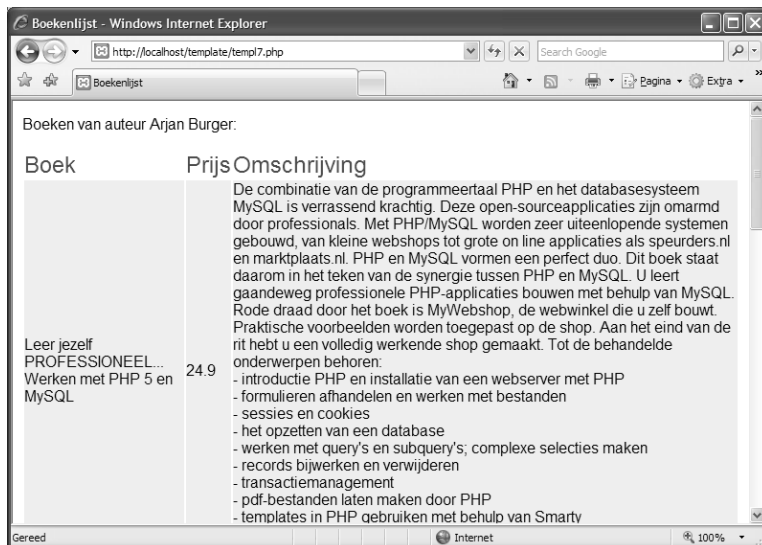 Boekenlijst - Windows Internet Explorer
http://localhost/template/templ7.php
Search Google
Boekenlijst
Pagina
Extra
»
Boeken van auteur Arjan Burger:
Boek
Prijs
Omschrijving
Leer jezelf
PROFESSIONEEL...
Werken met PHP 5 en
MySQL
24.9
De combinatie van de programmeertaal PHP en het databasesysteem
MySQL is verrassend krachtig. Deze open-sourceapplicaties zijn omarmd
door professionals. Met PHP/MySQL worden zeer uiteenlopende systemen
gebouwd, van kleine webshops tot grote on line applicaties als speurders.nl
en marktplaats.nl. PHP en MySQL vormen een perfect duo. Dit boek staat
daarom in het teken van de synergie tussen PHP en MySQL. U leert
gaandeweg professionele PHP-applicaties bouwen met behulp van MySQL.
Rode draad door het boek is MyWebshop, de webwinkel die u zelf bouwt.
Praktische voorbeelden worden toegepast op de shop. Aan het eind van de
rit hebt u een volledig werkende shop gemaakt. Tot de behandelde
onderwerpen behoren:
- introductie PHP en installatie van een webserver met PHP
- formulieren afhandelen en werken met bestanden
- sessies en cookies
- het opzetten van een database
- werken met query's en subquery's; complexe selecties maken
- records bijwerken en verwijderen
- transactiemanagement
- pdf-bestanden laten maken door PHP
- templates in PHP gebruiken met behulp van Smarty
Gereed
Internet
100%